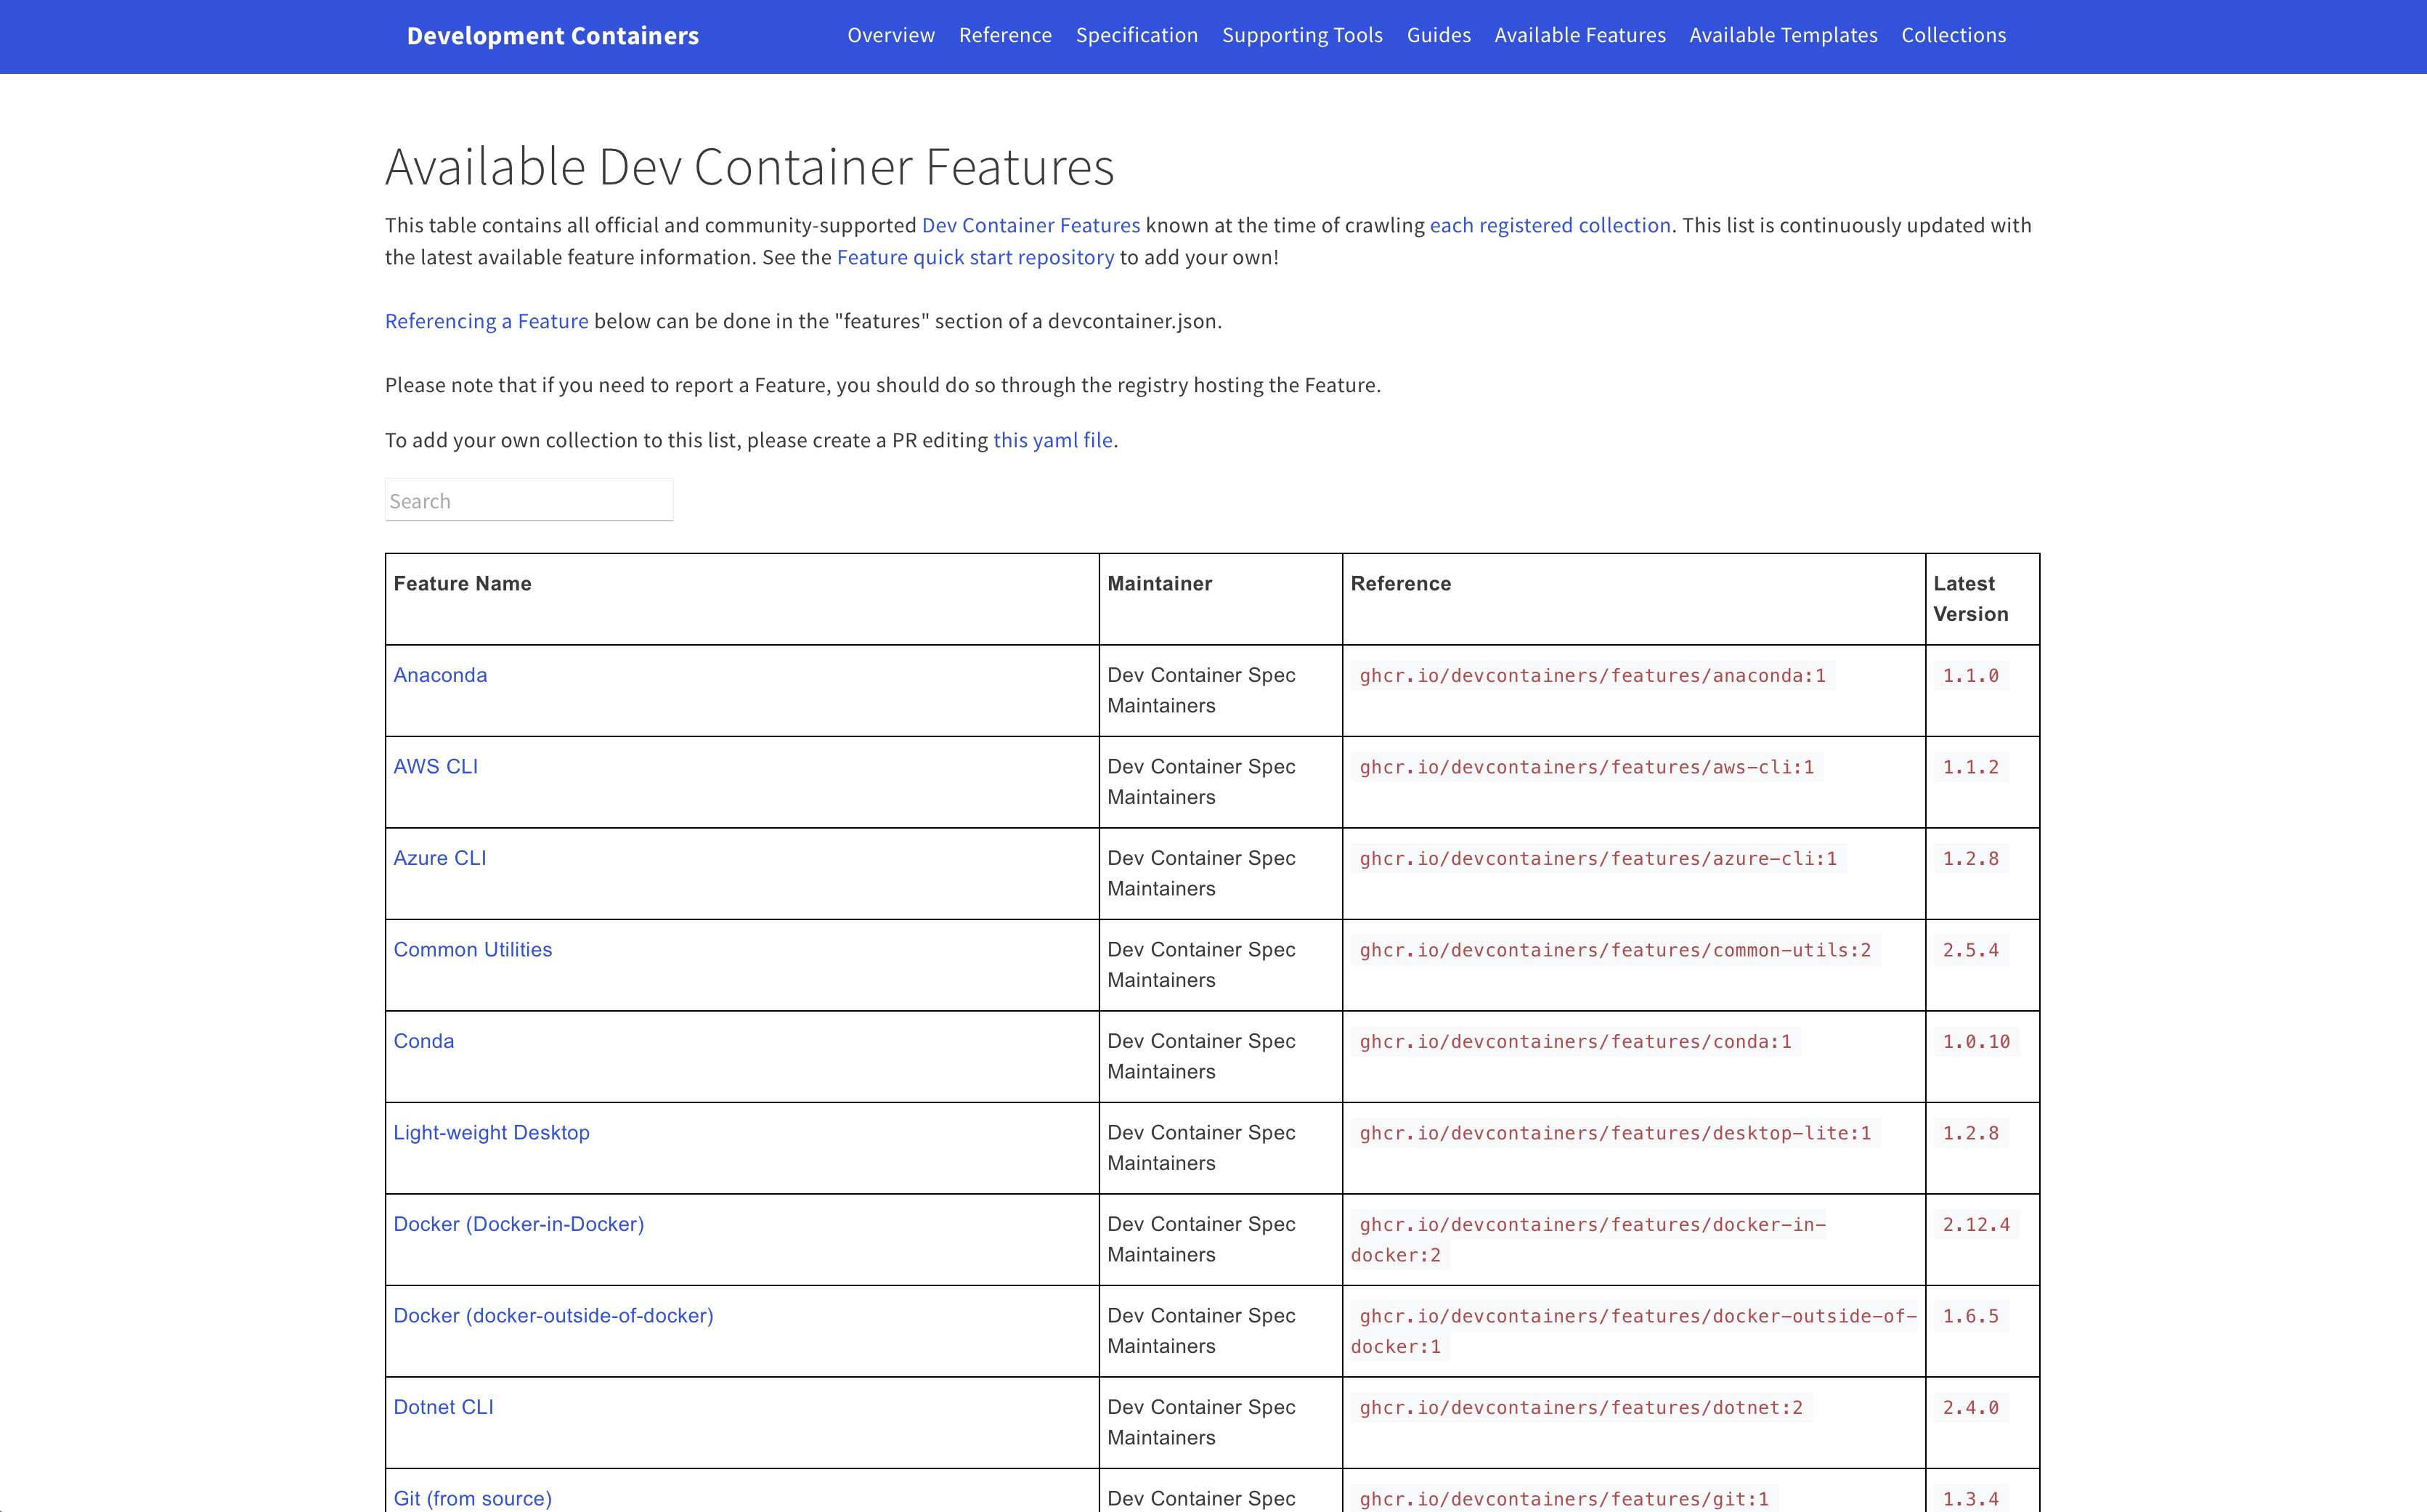 Development Containers
Overview Reference Specification Supporting Tools Guides Available Features Available Templates Collections
Available Dev Container Features
This table contains all official and community-supported Dev Container Features known at the time of crawling each registered collection. This list is continuously updated with
the latest available feature information. See the Feature quick start repository to add your own!
Referencing a Feature below can be done in the "features" section of a devcontainer.json.
Please note that if you need to report a Feature, you should do so through the registry hosting the Feature.
To add your own collection to this list, please create a PR editing this yaml file.
Search
Feature Name
Maintainer
Reference
Latest
Version
Anaconda
Dev Container Spec
Maintainers
ghcr.io/devcontainers/features/anaconda:1
1.1.0
AWS CLI
Dev Container Spec
Maintainers
ghcr.io/devcontainers/features/aws-cli:1
1.1.2
Azure CLI
Dev Container Spec
Maintainers
ghcr.io/devcontainers/features/azure-cli:1
1.2.8
Common Utilities
Dev Container Spec
Maintainers
ghcr.io/devcontainers/features/common-utils:2
2.5.4
Conda
Dev Container Spec
Maintainers
ghcr.io/devcontainers/features/conda:1
1.0.10
Light-weight Desktop
Dev Container Spec
Maintainers
ghcr.io/devcontainers/features/desktop-lite:1
1.2.8
Docker (Docker-in-Docker)
Dev Container Spec
Maintainers
ghcr.io/devcontainers/features/docker-in-
docker:2
2.12.4
Docker (docker-outside-of-docker)
Dev Container Spec
Maintainers
ghcr.io/devcontainers/features/docker-outside-of-
docker:1
1.6.5
Dotnet CLI
Dev Container Spec
Maintainers
ghcr.io/devcontainers/features/dotnet:2
2.4.0
Git (from source)
Dev Container Spec
ghcr.io/devcontainers/features/git:1
1.3.4